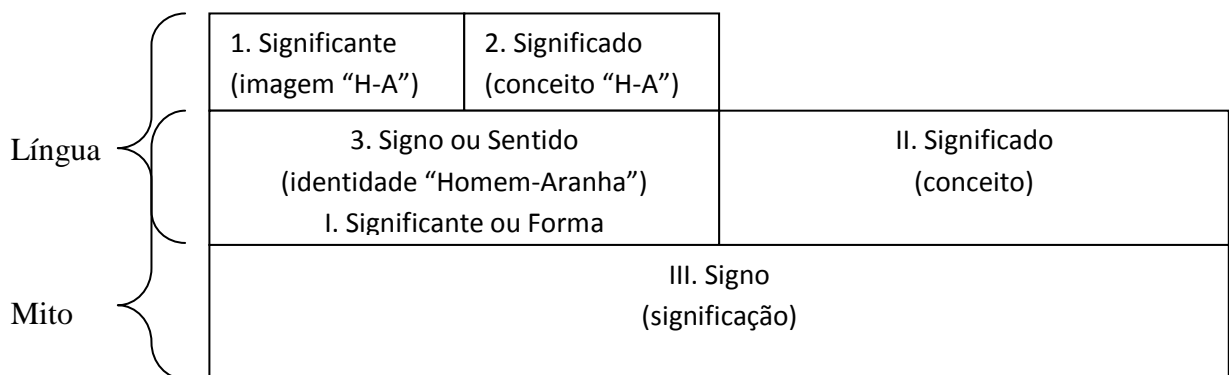 1. Significante
(imagem “H-A”)
2. Significado
(conceito “H-A”)
Língua
3. Signo ou Sentido
(identidade “Homem-Aranha”)
I. Significante ou Forma
II. Significado
(conceito)
Mito
III. Signo
(significação)